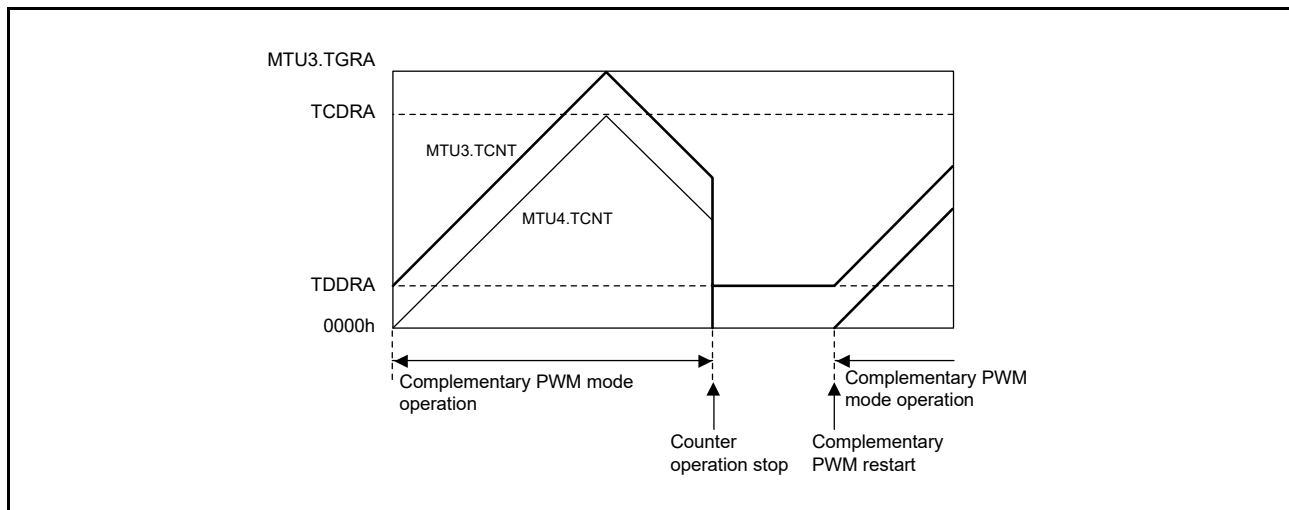 MTU3.TGRA
TCDRA
MTU3.TCNT
MTU4.TCNT
TDDRA
0000h
Complementary PWM mode
operation
Complementary PWM
mode operation
Counter
operation stop
Complementary
PWM restart